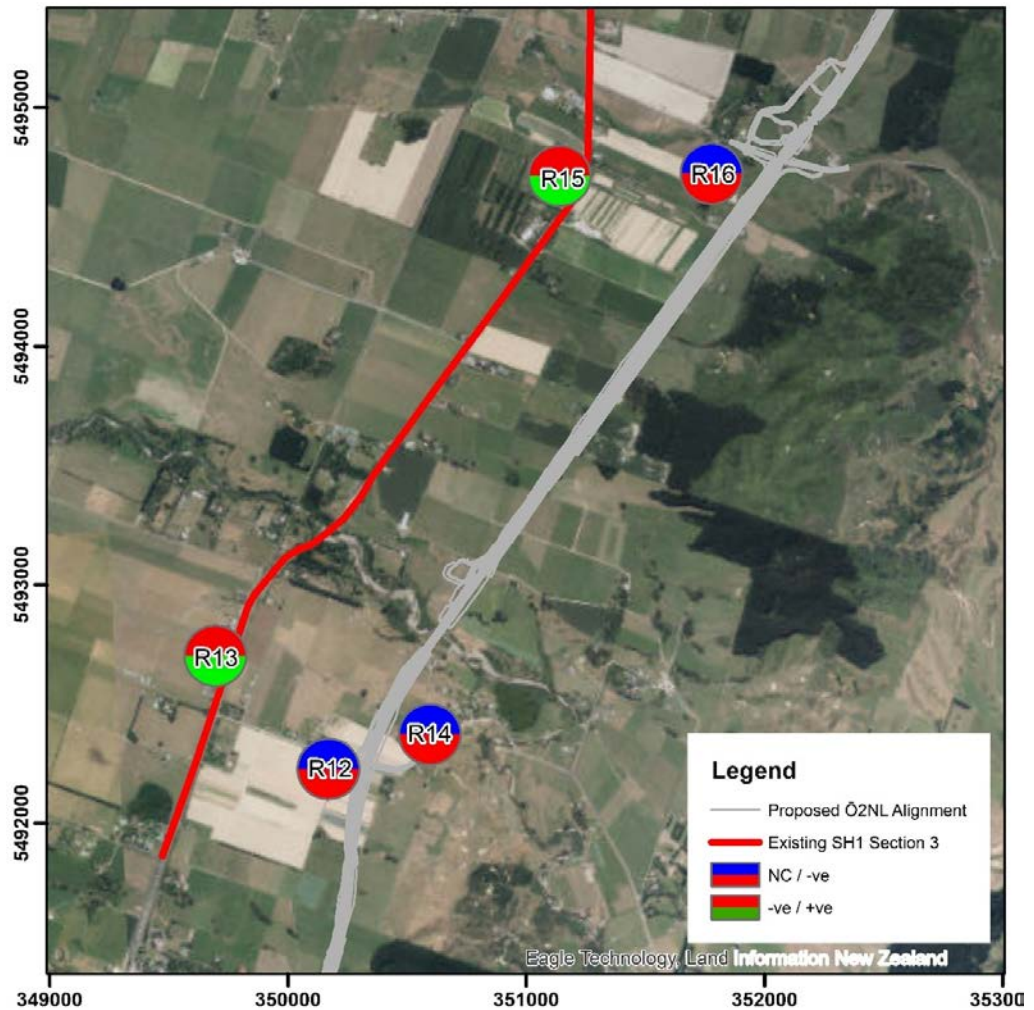 5495000
5494000
5493000
5492000
R15
R16
R13
R14
R12
Legend
Proposed Ō2NL Alignment
Existing SH1 Section 3
NC / -ve
-ve / +ve
Eagle Technology, Land Information New Zealand
349000
350000
351000
352000
353000